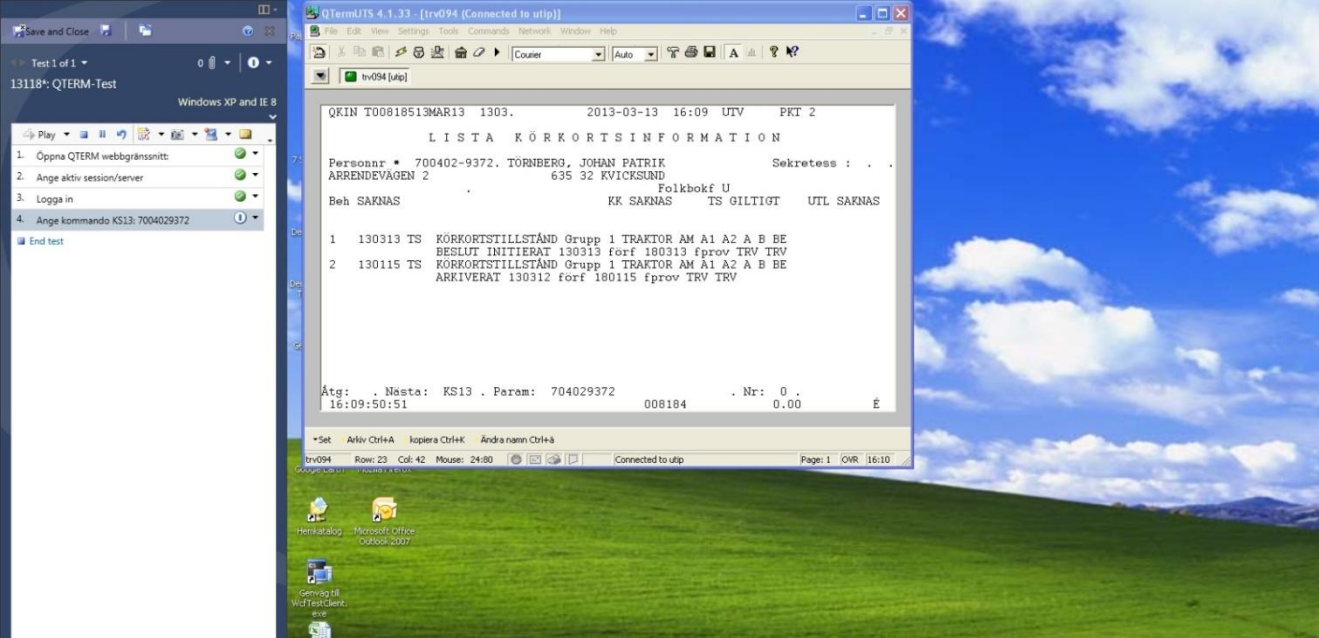 Save and Close
Test 1 of 1
0
13118*: QTERM-Test
Windows XP and IE 8
Play
1. Öppna QTERM webbgränssnitt:
2. Ange aktiv session/server
3. Logga in
4. Ange kommando KS13: 7004029372
End test
QTermUTS 4.1.33 - [trv094 (Connected to utip)]
File Edit View Settings Tools Commands Network Window Help
Courier Auto A
trv094 [utip]
QKIN T00818513MAR13 1303. 2013-03-13 16:09 UTV PKT 2
LISTA KÖRKORTSINFORMATION
Personnr * 700402-9372. TÖRNBERG, JOHAN PATRIK Sekretess : . .
ARRENDEVÄGEN 2 635 32 KVICKSUND
. Folkbokf U
Beh SAKNAS KK SAKNAS TS GILTIGT UTL SAKNAS
1 130313 TS KÖRKORTSTILLSTÅND Grupp 1 TRAKTOR AM A1 A2 A B BE
BESLUT INITIERAT 130313 förf 180313 fprov TRV TRV
2 130115 TS KÖRKORTSTILLSTÅND Grupp 1 TRAKTOR AM A1 A2 A B BE
ARKIVERAT 130312 förf 180115 fprov TRV TRV
Åtg: . Nästa: KS13 . Param: 704029372 . Nr: 0 .
16:09:50:51 008184 0.00 É
Set Arkiv Ctrl+A kopiera Ctrl+K Ändra namn Ctrl+ä
trv094 Row: 23 Col: 42 Mouse: 24:80 Connected to utip Page: 1 OVR 16:10
Google Earth Mozilla Firefox
Hemkatalog Microsoft Office
Outlook 2007
Genväg till
WcfTestClient.
exe